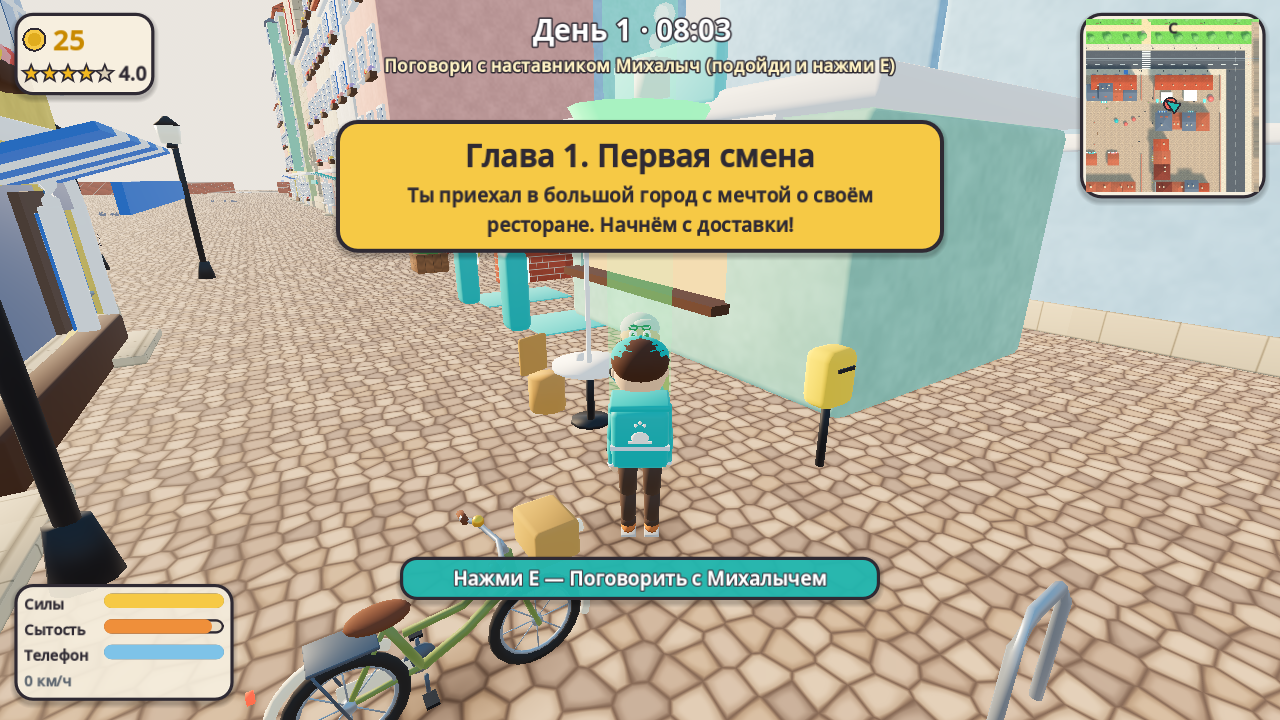 25
4.0
День 1 · 08:03
Поговори с наставником Михалыч (подойди и нажми E)
С
Глава 1. Первая смена
Ты приехал в большой город с мечтой о своём
ресторане. Начнём с доставки!
Нажми E — Поговорить с Михалычем
Силы
Сытость
Телефон
0 км/ч